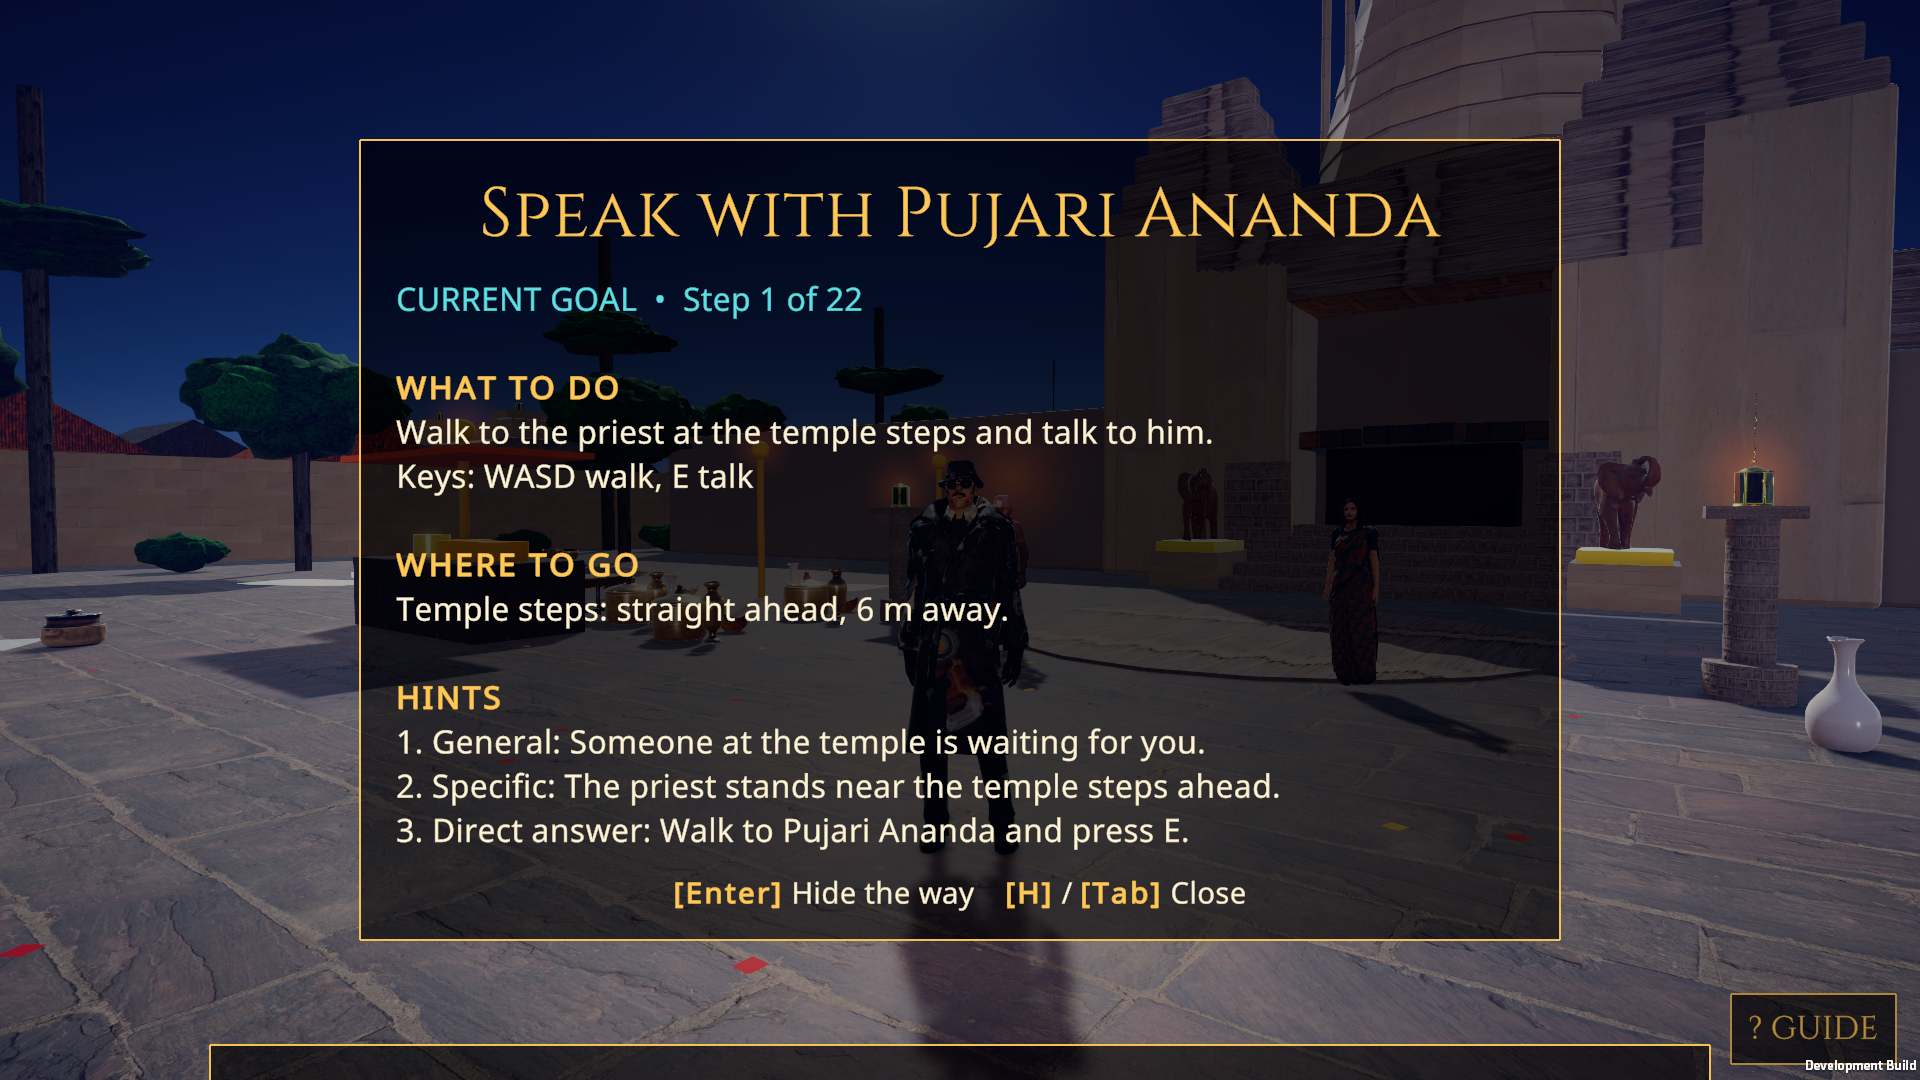 Speak with Pujari Ananda
CURRENT GOAL • Step 1 of 22
WHAT TO DO
Walk to the priest at the temple steps and talk to him.
Keys: WASD walk, E talk
WHERE TO GO
Temple steps: straight ahead, 6 m away.
HINTS
1. General: Someone at the temple is waiting for you.
2. Specific: The priest stands near the temple steps ahead.
3. Direct answer: Walk to Pujari Ananda and press E.
[Enter] Hide the way [H] / [Tab] Close
? GUIDE
Development Build